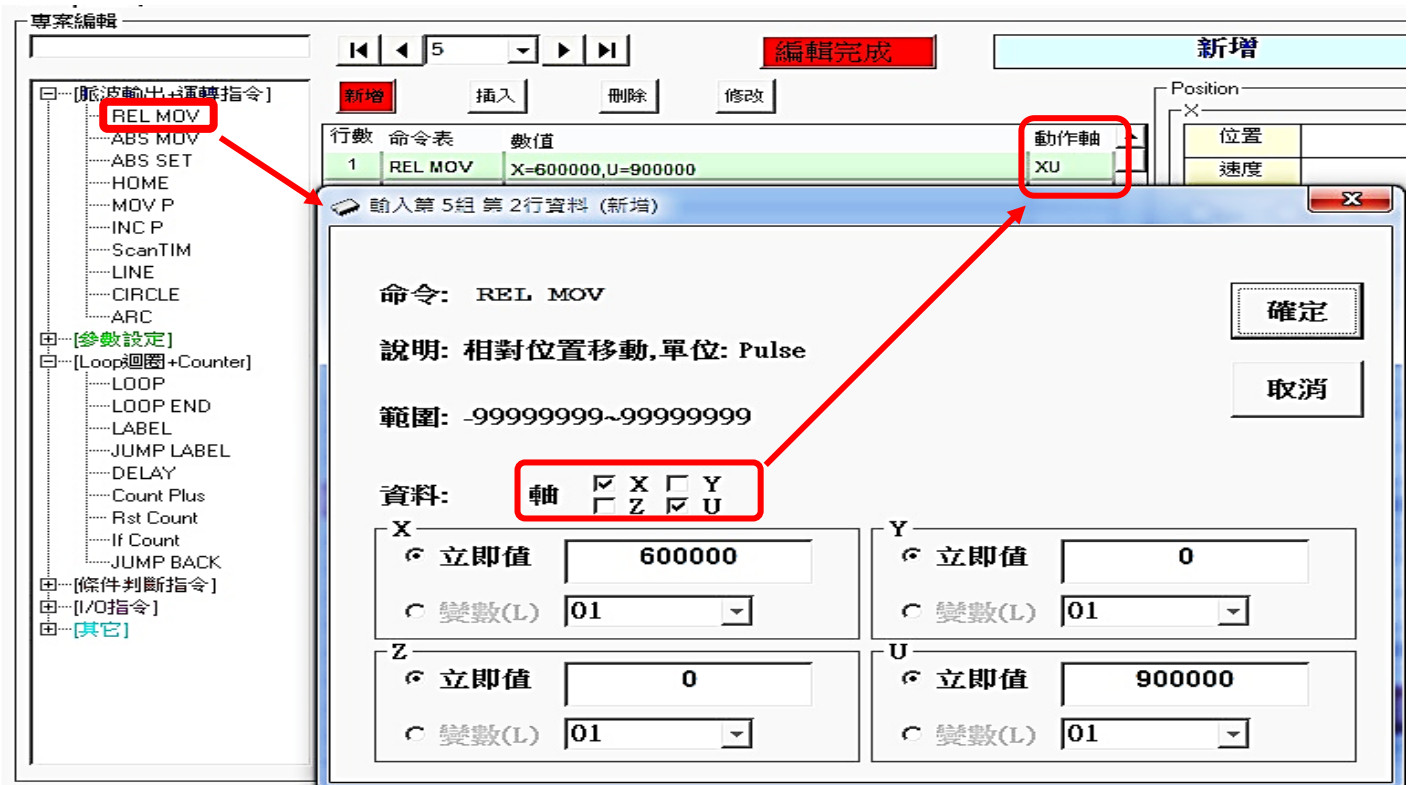 專案編輯
5
編輯完成
新增
新增 插入 刪除 修改
行數 命令表 數值 動作軸
1 REL MOV X=600000,U=900000 XU
Position
X
位置
速度
[脈波輸出+運轉指令]
REL MOV
ABS MOV
ABS SET
HOME
MOV P
INC P
ScanTIM
LINE
CIRCLE
ARC
[參數設定]
[Loop迴圈+Counter]
LOOP
LOOP END
LABEL
JUMP LABEL
DELAY
Count Plus
Rst Count
If Count
JUMP BACK
[條件判斷指令]
[I/O指令]
[其它]
輸入第 5組 第 2行資料 (新增)
命令: REL MOV
說明: 相對位置移動,單位: Pulse
範圍: -99999999~99999999
確定
取消
資料: 軸 X Y
Z U
X
立即值 600000
變數(L) 01
Y
立即值 0
變數(L) 01
Z
立即值 0
變數(L) 01
U
立即值 900000
變數(L) 01